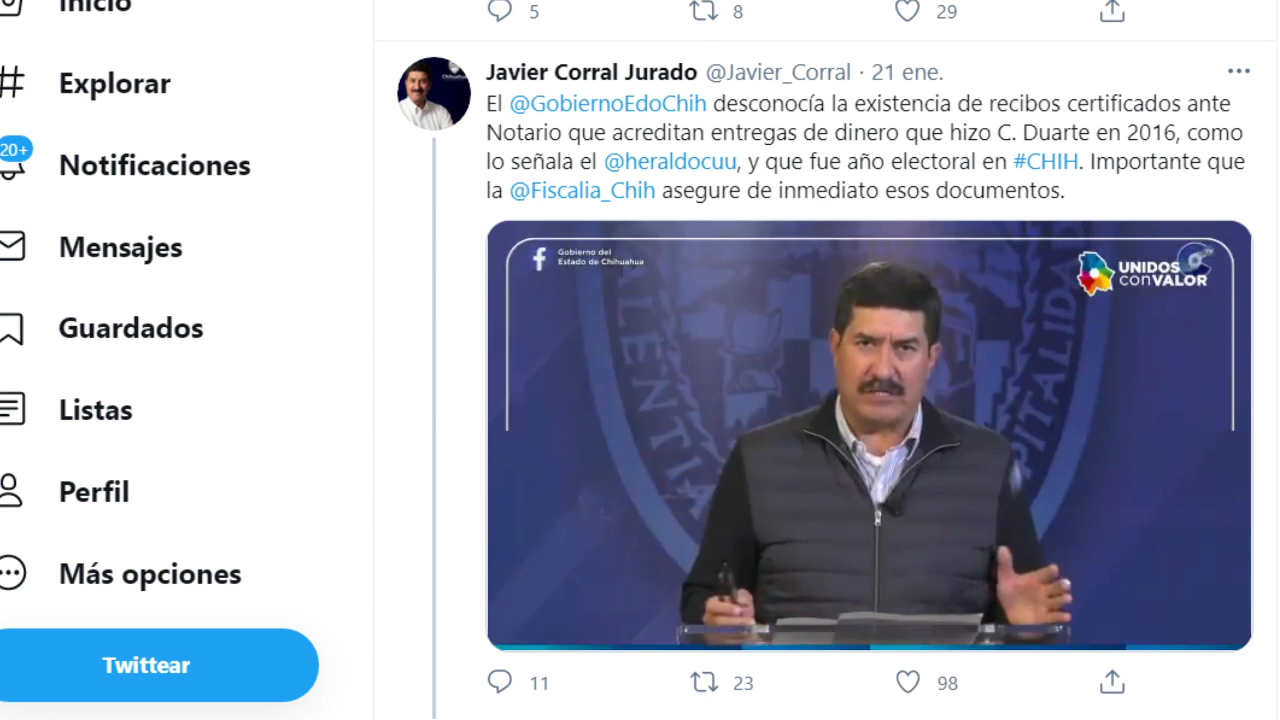 Inicio
Explorar
20+
Notificaciones
Mensajes
Guardados
Listas
Perfil
Más opciones
Twittear
5 8 29
Javier Corral Jurado @Javier_Corral · 21 ene.
El @GobiernoEdoChih desconocía la existencia de recibos certificados ante
Notario que acreditan entregas de dinero que hizo C. Duarte en 2016, como
lo señala el @heraldocuu, y que fue año electoral en #CHIH. Importante que
la @Fiscalia_Chih asegure de inmediato esos documentos.
Gobierno del
Estado de Chihuahua
UNIDOS
conVALOR
11 23 98